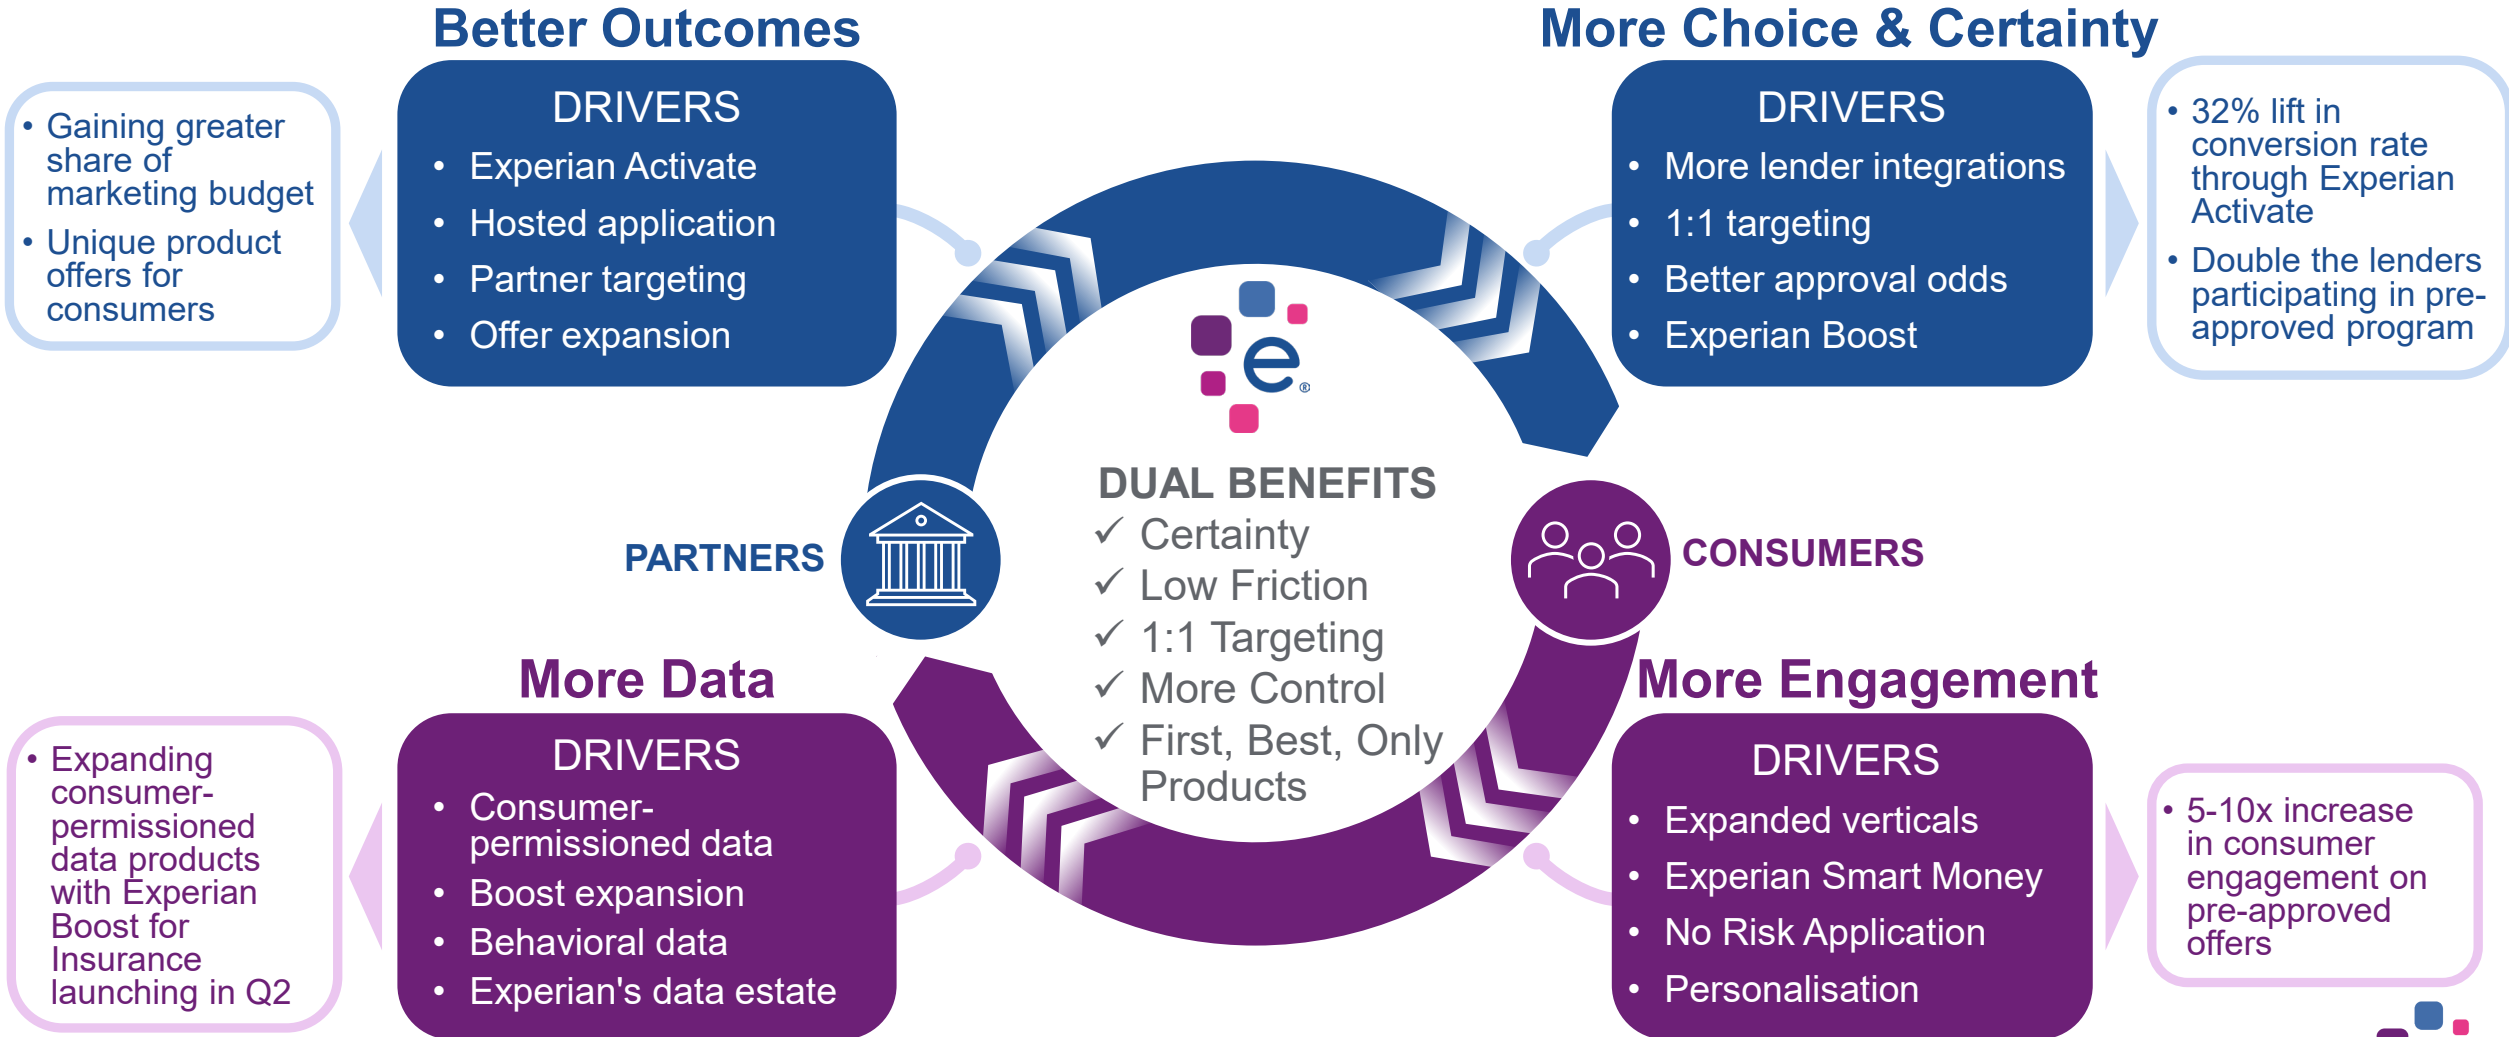 Better Outcomes
DRIVERS
• Experian Activate
• Hosted application
• Partner targeting
• Offer expansion
• Gaining greater
share of
marketing budget
• Unique product
offers for
consumers
More Choice & Certainty
DRIVERS
• More lender integrations
• 1:1 targeting
• Better approval odds
• Experian Boost
• 32% lift in
conversion rate
through Experian
Activate
• Double the lenders
participating in pre-
approved program
e®
DUAL BENEFITS
✓ Certainty
✓ Low Friction
✓ 1:1 Targeting
✓ More Control
✓ First, Best, Only
Products
PARTNERS
CONSUMERS
More Data
DRIVERS
• Consumer-
permissioned data
• Boost expansion
• Behavioral data
• Experian's data estate
• Expanding
consumer-
permissioned
data products
with Experian
Boost for
Insurance
launching in Q2
More Engagement
DRIVERS
• Expanded verticals
• Experian Smart Money
• No Risk Application
• Personalisation
• 5-10x increase
in consumer
engagement on
pre-approved
offers